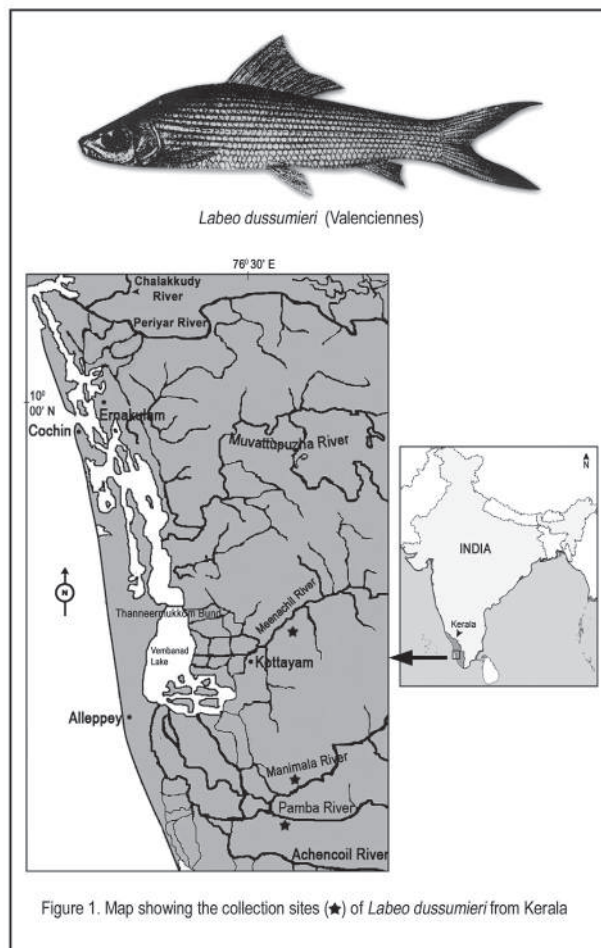 Labeo dussumieri (Valenciennes)
76⁰ 30' E
Chalakkudy
River
Periyar River
10⁰
00' N
Ernakulam
Cochin
Muvattupuzha River
N
INDIA
Kerala
N
Thanneermukkom Bund
Meenachil River
Vembanad
Lake
Kottayam
Alleppey
Manimala River
Pamba River
Achencoil River
Figure 1. Map showing the collection sites (★) of Labeo dussumieri from Kerala